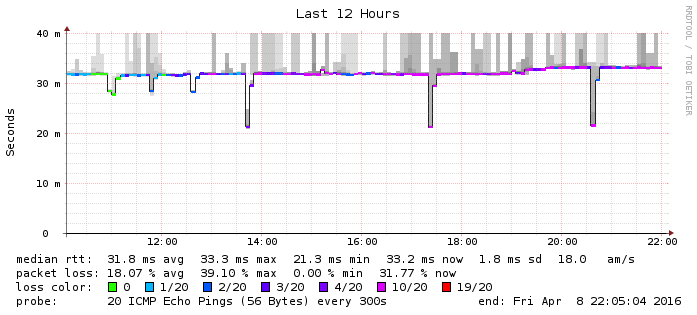 Last 12 Hours
RRDTOOL / TOBI OETIKER
Seconds
40 m
30 m
20 m
10 m
0
12:00 14:00 16:00 18:00 20:00 22:00
median rtt: 31.8 ms avg 33.3 ms max 21.3 ms min 33.2 ms now 1.8 ms sd 18.0 am/s
packet loss: 18.07 % avg 39.10 % max 0.00 % min 31.77 % now
loss color: 0 1/20 2/20 3/20 4/20 10/20 19/20
probe: 20 ICMP Echo Pings (56 Bytes) every 300s end: Fri Apr 8 22:05:04 2016